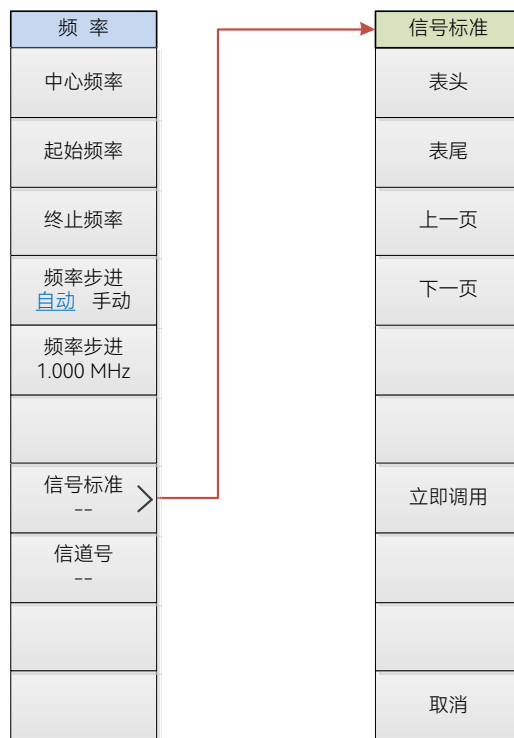 频 率
中心频率
起始频率
终止频率
频率步进
自动 手动
频率步进
1.000 MHz
信号标准
--
信道号
--
信号标准
表头
表尾
上一页
下一页
立即调用
取消